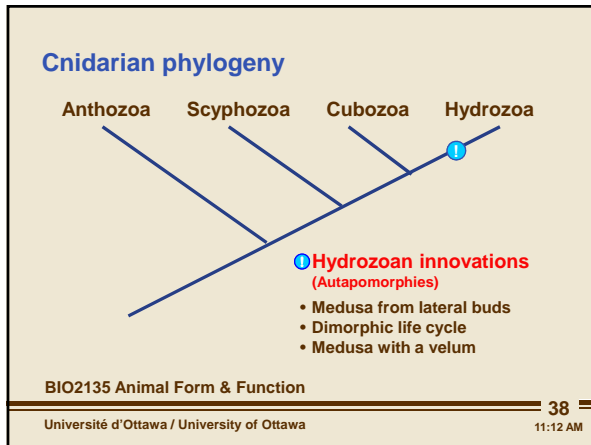 Cnidarian phylogeny
Anthozoa Scyphozoa Cubozoa Hydrozoa
!
! Hydrozoan innovations
(Autapomorphies)
• Medusa from lateral buds
• Dimorphic life cycle
• Medusa with a velum
BIO2135 Animal Form & Function
38
Université d'Ottawa / University of Ottawa
11:12 AM